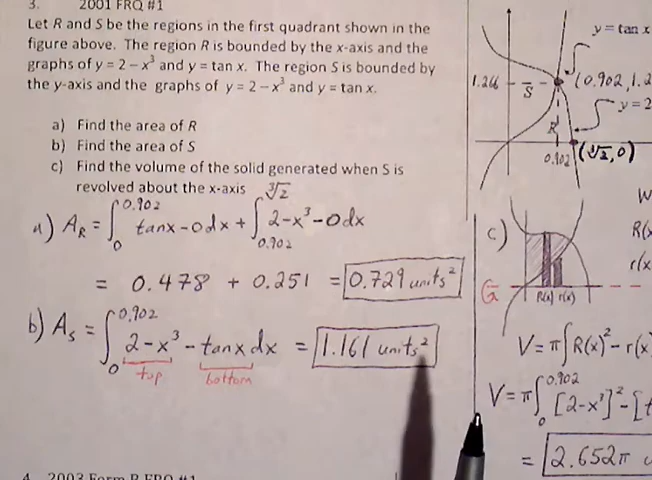 3. 2001 FRQ #1
Let R and S be the regions in the first quadrant shown in the
figure above. The region R is bounded by the x-axis and the
graphs of y = 2 − x³ and y = tan x. The region S is bounded by
the y-axis and the graphs of y = 2 − x³ and y = tan x.
a) Find the area of R
b) Find the area of S
c) Find the volume of the solid generated when S is
revolved about the x-axis
a) A_R = ∫₀^0.902 tanx − 0dx + ∫_0.902^∛2 2 − x³ − 0dx
= 0.478 + 0.251 = 0.729 units²
b) A_S = ∫₀^0.902 2 − x³ − tanx dx = 1.161 units²
top bottom
4. 2003 Form B FRQ #1
y = tan x
1.266 S (0.902, 1.2
y = 2
R
0.902 (∛2, 0)
c)
R(x
r(x
G
R(x) r(x)
V = π∫ R(x)² − r(x
V = π∫₀^0.902 [2−x³]² − [t
= 2.652π u